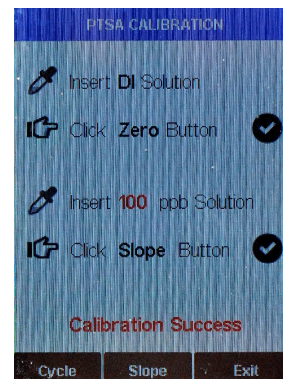 PTSA CALIBRATION
Insert DI Solution
Click Zero Button
Insert 100 ppb Solution
Click Slope Button
Calibration Success
Cycle Slope Exit